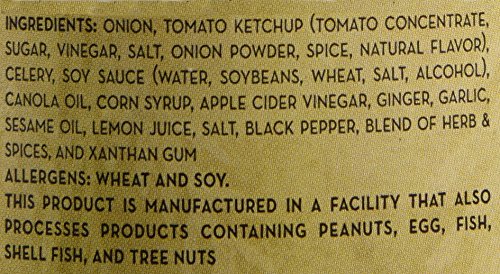 INGREDIENTS: ONION, TOMATO KETCHUP (TOMATO CONCENTRATE,
SUGAR, VINEGAR, SALT, ONION POWDER, SPICE, NATURAL FLAVOR),
CELERY, SOY SAUCE (WATER, SOYBEANS, WHEAT, SALT, ALCOHOL),
CANOLA OIL, CORN SYRUP, APPLE CIDER VINEGAR, GINGER, GARLIC,
SESAME OIL, LEMON JUICE, SALT, BLACK PEPPER, BLEND OF HERB &
SPICES, AND XANTHAN GUM
ALLERGENS: WHEAT AND SOY.
THIS PRODUCT IS MANUFACTURED IN A FACILITY THAT ALSO
PROCESSES PRODUCTS CONTAINING PEANUTS, EGG, FISH,
SHELL FISH, AND TREE NUTS